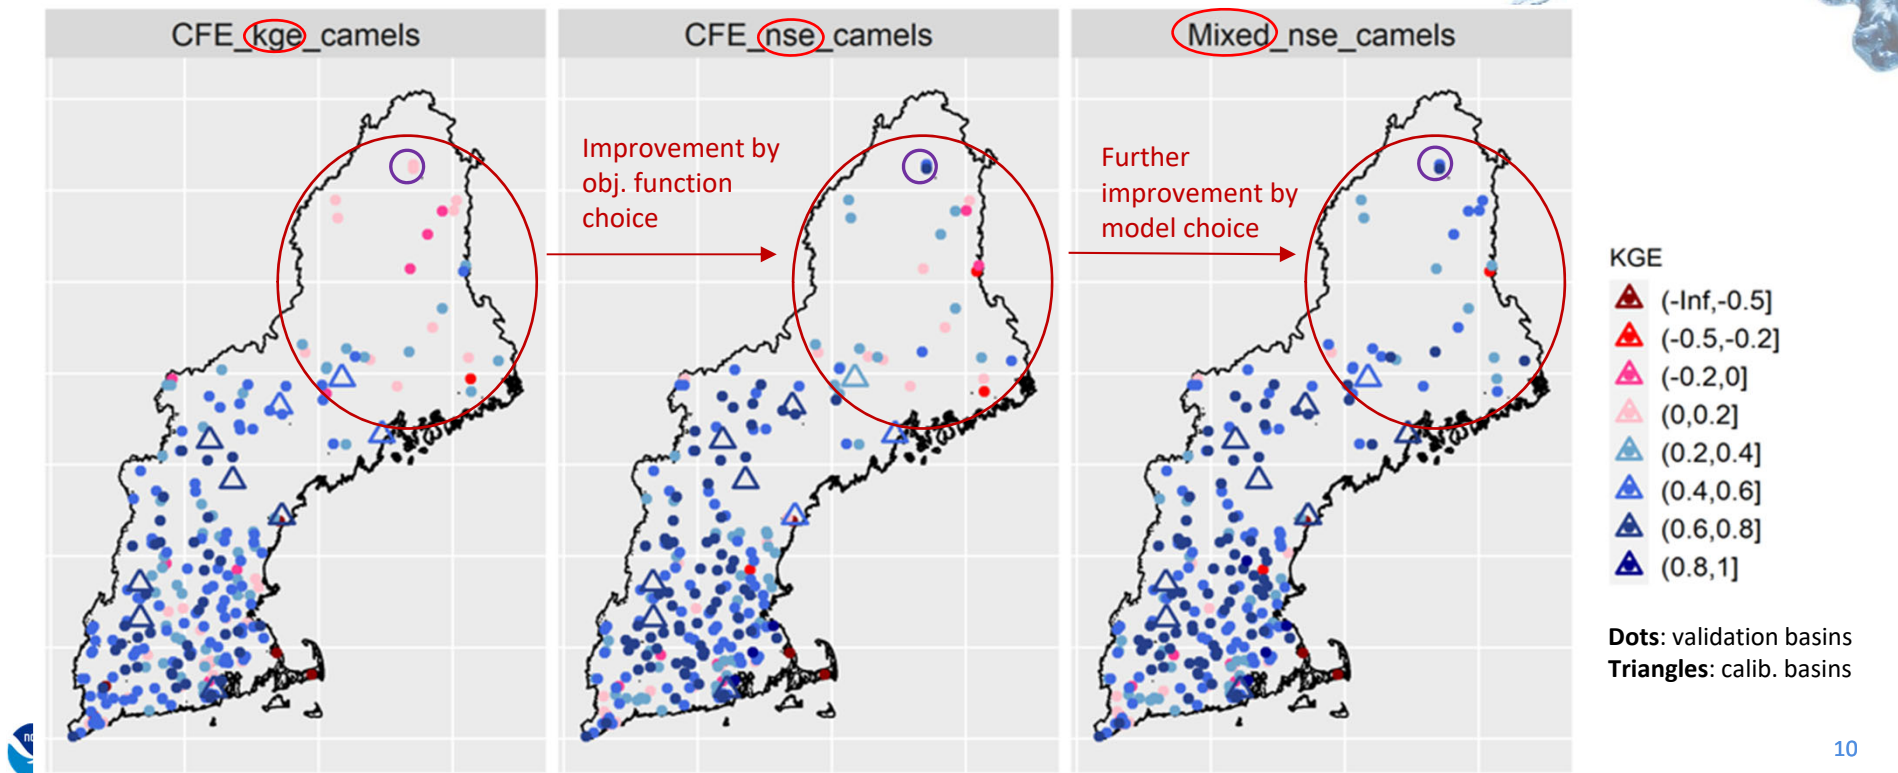 CFE_kge_camels
CFE_nse_camels
Mixed_nse_camels
Improvement by
obj. function
choice
Further
improvement by
model choice
KGE
(-Inf,-0.5]
(-0.5,-0.2]
(-0.2,0]
(0,0.2]
(0.2,0.4]
(0.4,0.6]
(0.6,0.8]
(0.8,1]
Dots: validation basins
Triangles: calib. basins
10